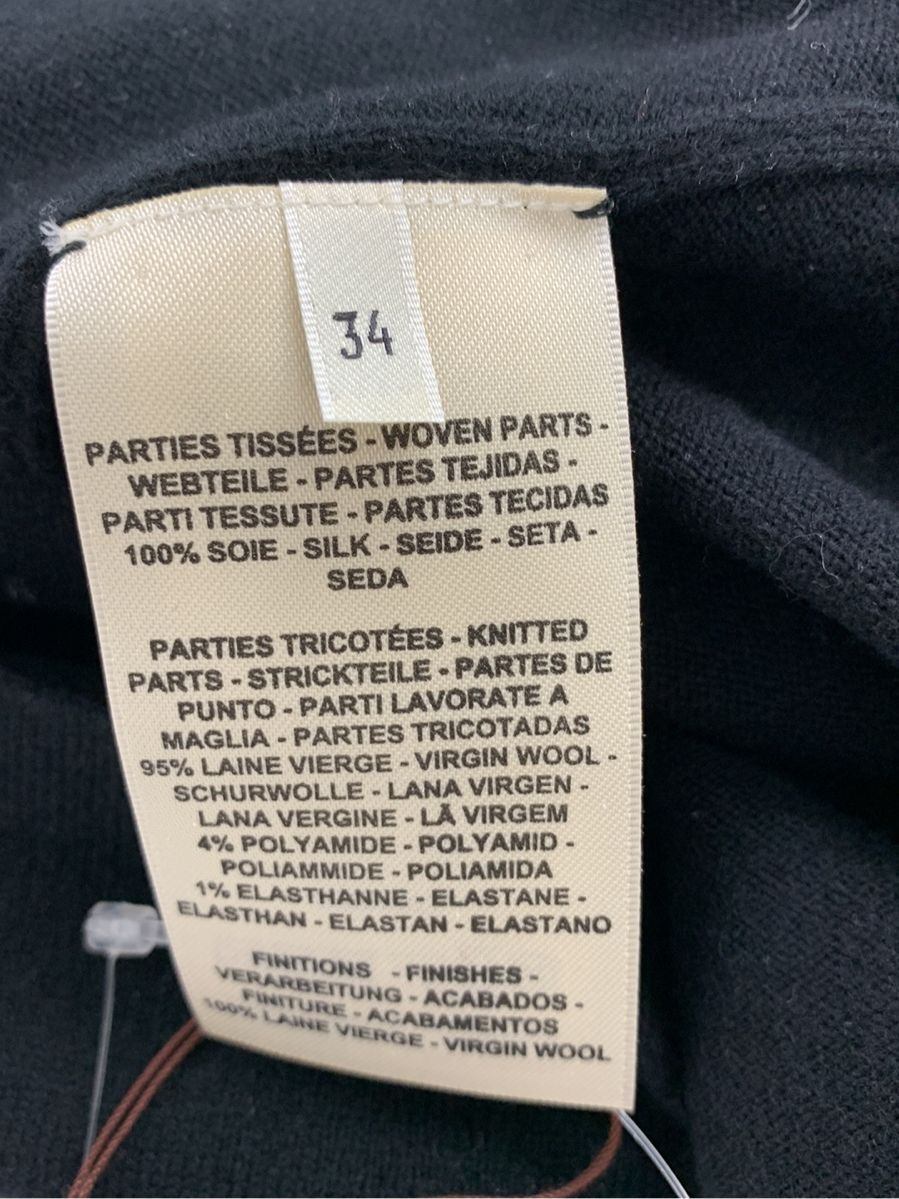 34
PARTIES TISSÉES - WOVEN PARTS -
WEBTEILE - PARTES TEJIDAS -
PARTI TESSUTE - PARTES TECIDAS
100% SOIE - SILK - SEIDE - SETA -
SEDA
PARTIES TRICOTÉES - KNITTED
PARTS - STRICKTEILE - PARTES DE
PUNTO - PARTI LAVORATE A
MAGLIA - PARTES TRICOTADAS
95% LAINE VIERGE - VIRGIN WOOL -
SCHURWOLLE - LANA VIRGEN -
LANA VERGINE - LÃ VIRGEM
4% POLYAMIDE - POLYAMID -
POLIAMMIDE - POLIAMIDA
1% ELASTHANNE - ELASTANE -
ELASTHAN - ELASTAN - ELASTANO
FINITIONS - FINISHES -
VERARBEITUNG - ACABADOS -
FINITURE - ACABAMENTOS
100% LAINE VIERGE - VIRGIN WOOL